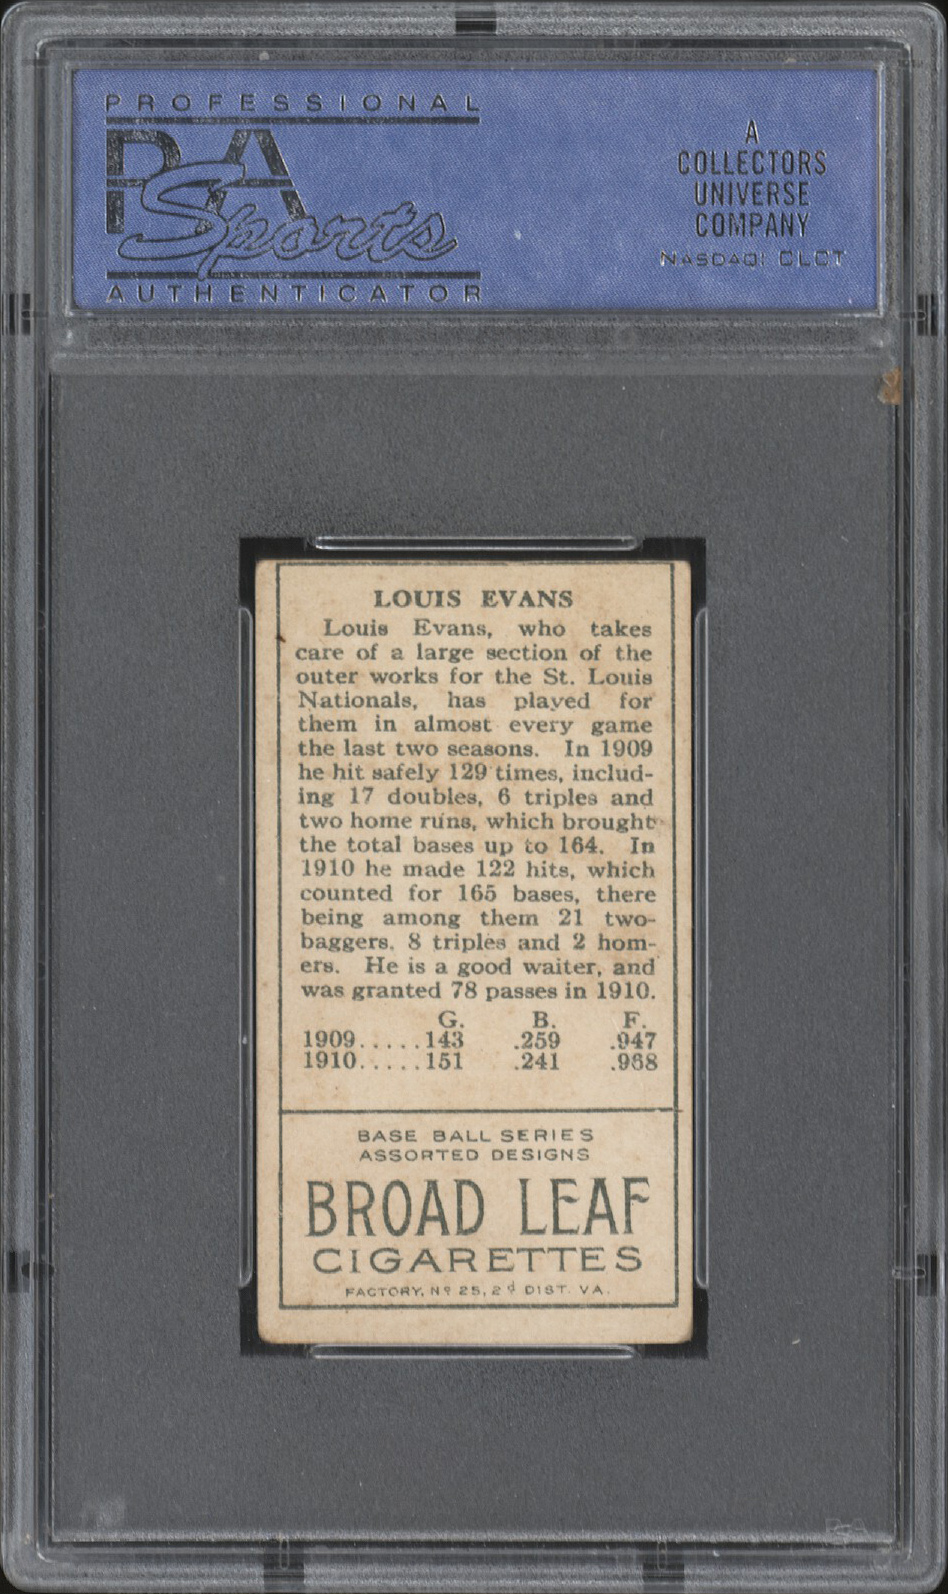 PROFESSIONAL
PSA
Sports
AUTHENTICATOR
A
COLLECTORS
UNIVERSE
COMPANY
NASDAQ: CLCT
LOUIS EVANS
Louis Evans, who takes
care of a large section of the
outer works for the St. Louis
Nationals, has played for
them in almost every game
the last two seasons. In 1909
he hit safely 129 times, includ-
ing 17 doubles, 6 triples and
two home runs, which brought
the total bases up to 164. In
1910 he made 122 hits, which
counted for 165 bases, there
being among them 21 two-
baggers, 8 triples and 2 hom-
ers. He is a good waiter, and
was granted 78 passes in 1910.
G. B. F.
1909.....143 .259 .947
1910.....151 .241 .968
BASE BALL SERIES
ASSORTED DESIGNS
BROAD LEAF
CIGARETTES
FACTORY, Nº 25, 2d DIST. VA.
PSA